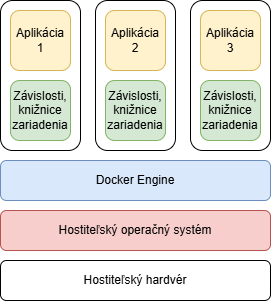 Aplikácia
1
Aplikácia
2
Aplikácia
3
Závislosti,
knižnice
zariadenia
Závislosti,
knižnice
zariadenia
Závislosti,
knižnice
zariadenia
Docker Engine
Hostiteľský operačný systém
Hostiteľský hardvér